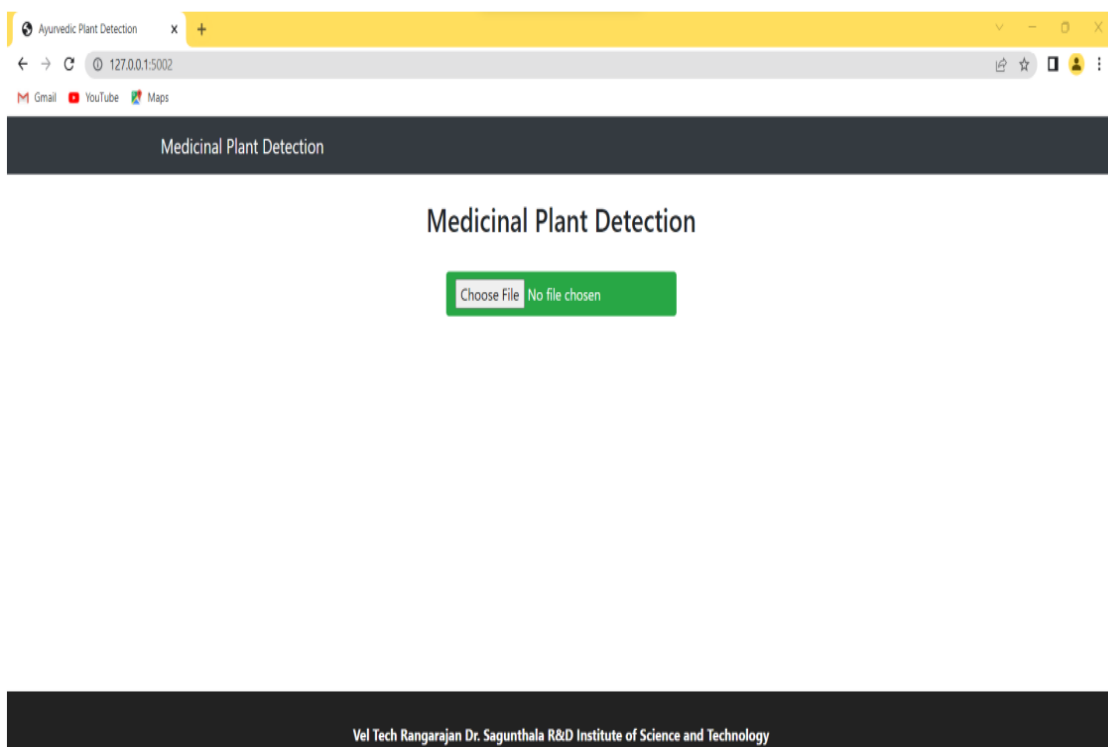 Ayurvedic Plant Detection
127.0.0.1:5002
Gmail YouTube Maps
Medicinal Plant Detection
Medicinal Plant Detection
Choose File No file chosen
Vel Tech Rangarajan Dr. Sagunthala R&D Institute of Science and Technology